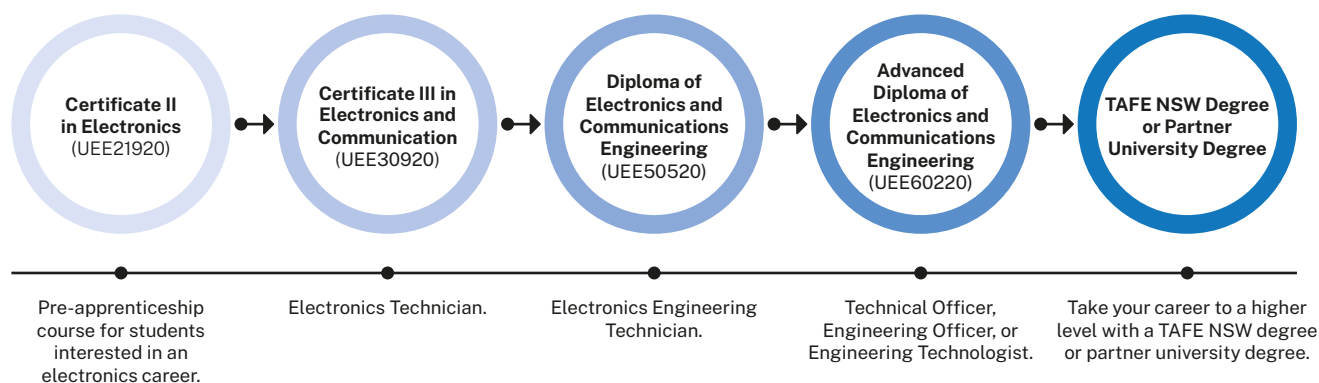 Certificate II
in Electronics
(UEE21920)
Certificate III in
Electronics and
Communication
(UEE30920)
Diploma of
Electronics and
Communications
Engineering
(UEE50520)
Advanced
Diploma of
Electronics and
Communications
Engineering
(UEE60220)
TAFE NSW Degree
or Partner
University Degree
Pre-apprenticeship
course for students
interested in an
electronics career.
Electronics Technician.
Electronics Engineering
Technician.
Technical Officer,
Engineering Officer, or
Engineering Technologist.
Take your career to a higher
level with a TAFE NSW degree
or partner university degree.